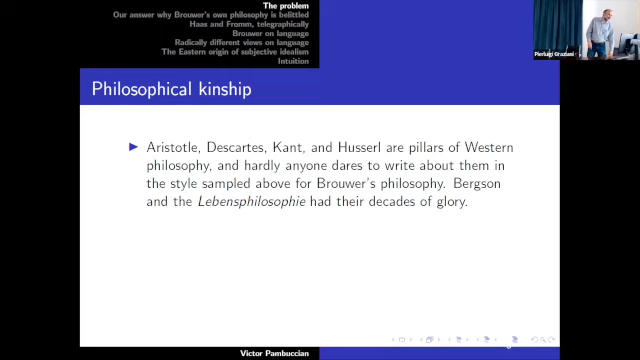 The problem
Our answer why Brouwer's own philosophy is belittled
Haas and Fromm, telegraphically
Brouwer on language
Radically different views on language
The Eastern origin of subjective idealism
Intuition
Pierluigi Graziani
Philosophical kinship
Aristotle, Descartes, Kant, and Husserl are pillars of Western
philosophy, and hardly anyone dares to write about them in
the style sampled above for Brouwer's philosophy. Bergson
and the Lebensphilosophie had their decades of glory.
Victor Pambuccian